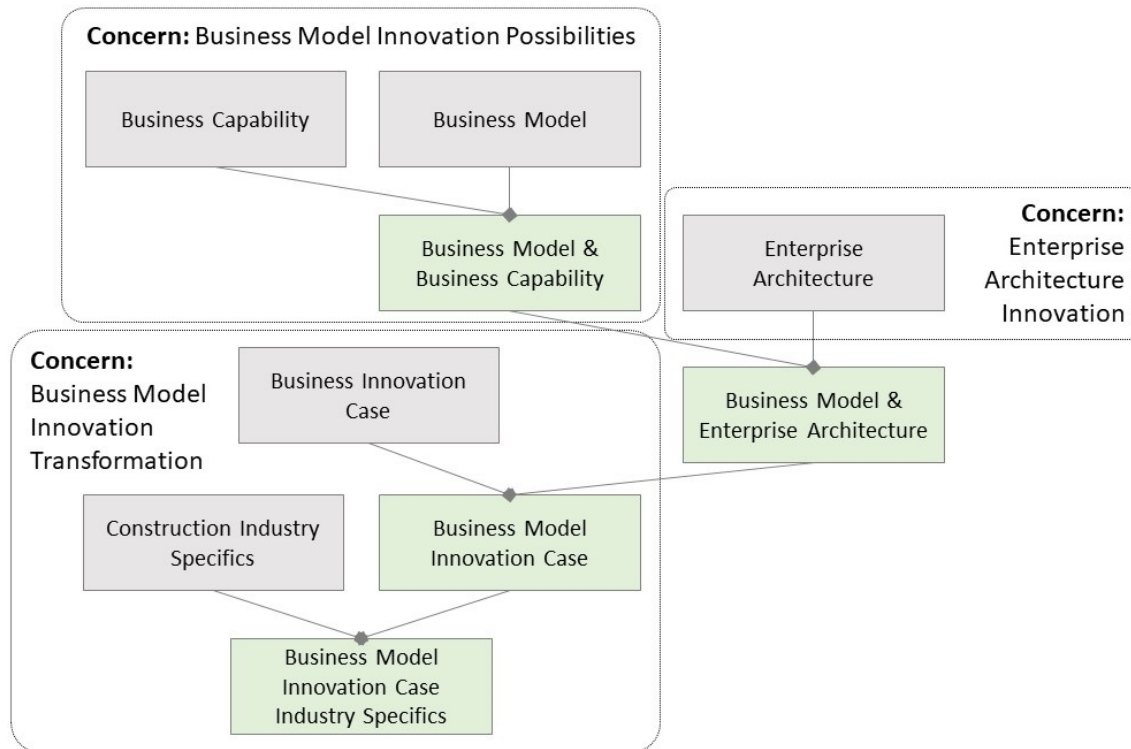 Concern: Business Model Innovation Possibilities
Business Capability
Business Model
Business Model &
Business Capability
Enterprise
Architecture
Concern:
Enterprise
Architecture
Innovation
Concern:
Business Model
Innovation
Transformation
Business Innovation
Case
Business Model &
Enterprise Architecture
Construction Industry
Specifics
Business Model
Innovation Case
Business Model
Innovation Case
Industry Specifics